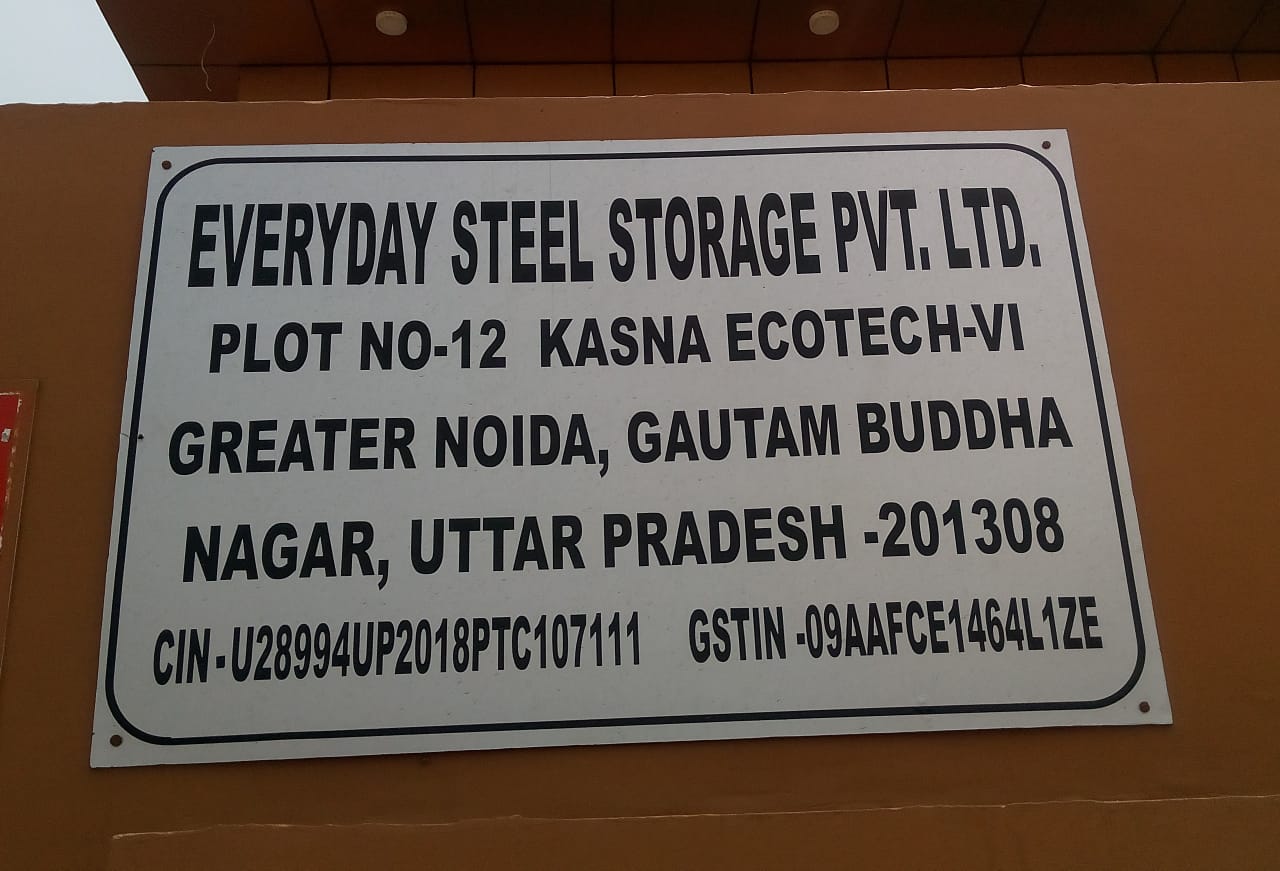 EVERYDAY STEEL STORAGE PVT. LTD.
PLOT NO-12 KASNA ECOTECH-VI
GREATER NOIDA, GAUTAM BUDDHA
NAGAR, UTTAR PRADESH -201308
CIN-U28994UP2018PTC107111 GSTIN -09AAFCE1464L1ZE